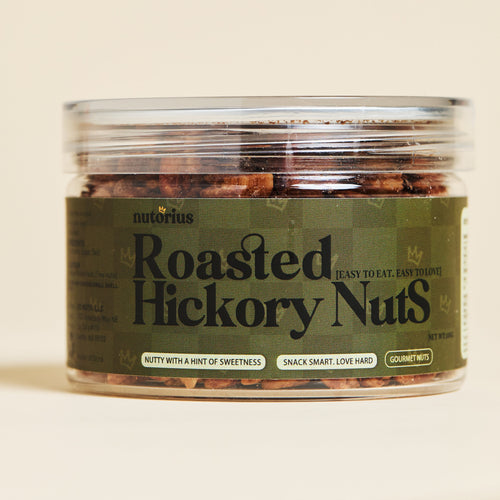 nutorius
Roasted
[EASY TO EAT. EASY TO LOVE]
Hickory NutS
NUTTY WITH A HINT OF SWEETNESS
SNACK SMART. LOVE HARD
GOURMET NUTS